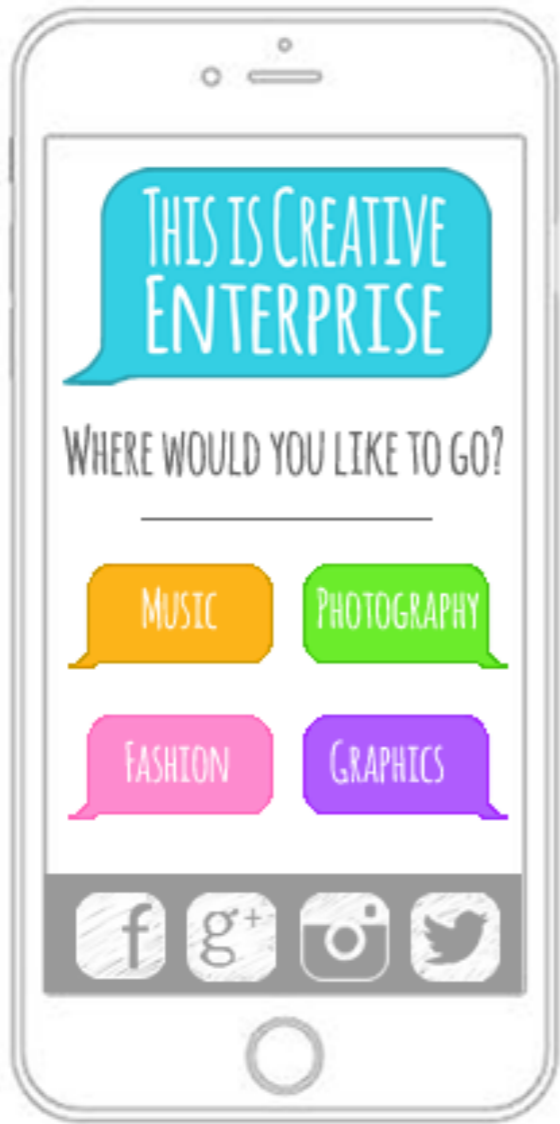 This is Creative
Enterprise
Where would you like to go?
Music
Photography
Fashion
Graphics
f
g+